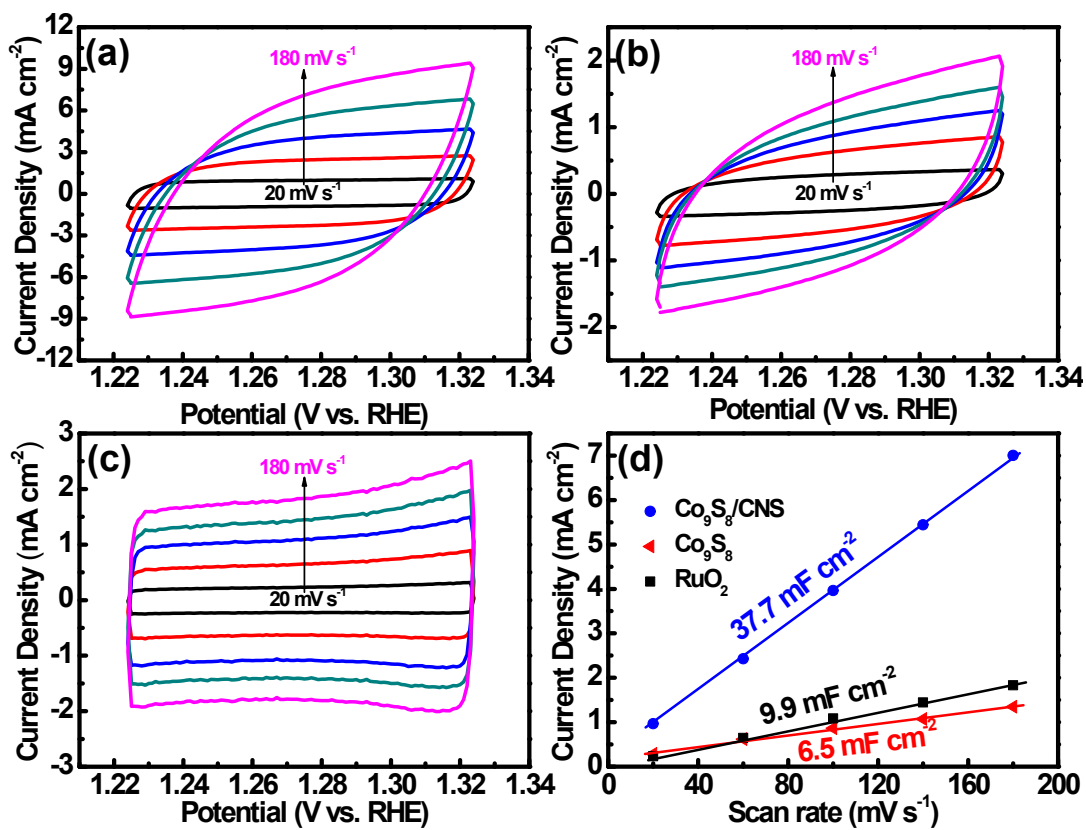 (a)
180 mV s⁻¹
20 mV s⁻¹
12
9
6
3
0
-3
-6
-9
-12
Current Density (mA cm⁻²)
1.22 1.24 1.26 1.28 1.30 1.32 1.34
Potential (V vs. RHE)
(b)
180 mV s⁻¹
20 mV s⁻¹
2
1
0
-1
-2
Current Density (mA cm⁻²)
1.22 1.24 1.26 1.28 1.30 1.32 1.34
Potential (V vs. RHE)
(c)
180 mV s⁻¹
20 mV s⁻¹
3
2
1
0
-1
-2
-3
Current Density (mA cm⁻²)
1.22 1.24 1.26 1.28 1.30 1.32 1.34
Potential (V vs. RHE)
(d)
Co₉S₈/CNS
Co₉S₈
RuO₂
37.7 mF cm⁻²
9.9 mF cm⁻²
6.5 mF cm⁻²
7
6
5
4
3
2
1
0
Current Density (mA cm⁻²)
0 40 80 120 160 200
Scan rate (mV s⁻¹)